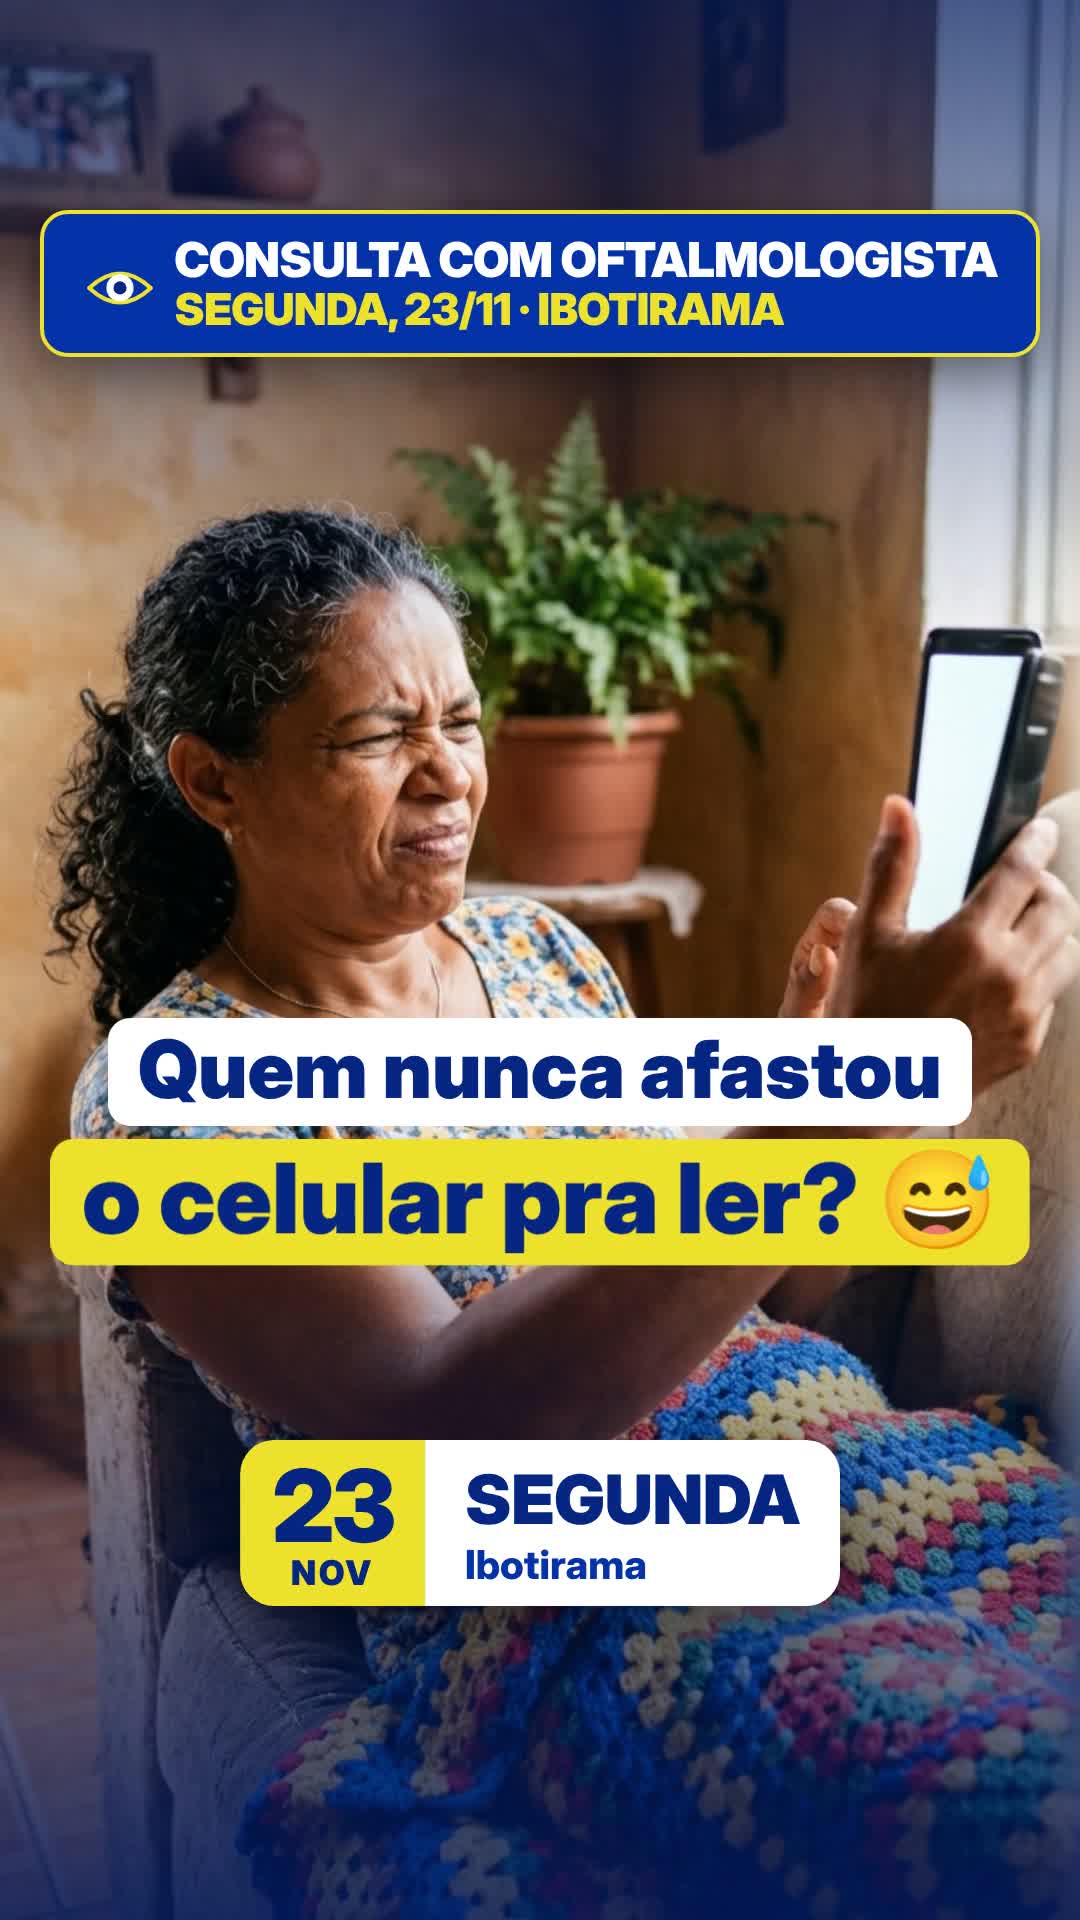 CONSULTA COM OFTALMOLOGISTA
SEGUNDA, 23/11 · IBOTIRAMA
Quem nunca afastou
o celular pra ler? 😅
23
NOV
SEGUNDA
Ibotirama